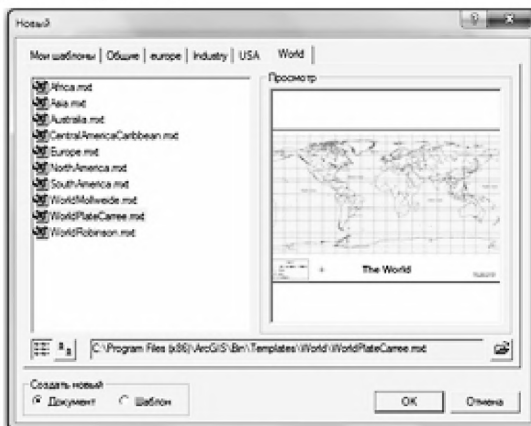 Новый
Мои шаблоны | Общие | europe | Industry | USA | World
Africa.mxt
Asia.mxt
Australia.mxt
CentralAmericaCaribbean.mxt
Europe.mxt
NorthAmerica.mxt
SouthAmerica.mxt
WorldMollweide.mxt
WorldPlateCarree.mxt
WorldRobinson.mxt
Просмотр
The World
C:\Program Files (x86)\ArcGIS\Bin\Templates\World\WorldPlateCarree.mxt
Создать новый
Документ Шаблон
OK Отмена